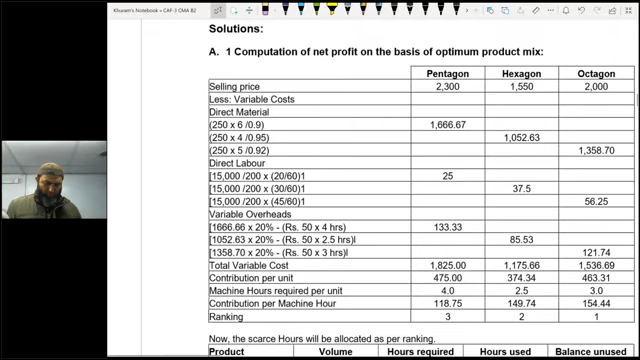 Khuram's Notebook » CAF-3 CMA B2
Solutions:
A. 1 Computation of net profit on the basis of optimum product mix:
Pentagon Hexagon Octagon
Selling price 2,300 1,550 2,000
Less: Variable Costs
Direct Material
(250 x 6 /0.9) 1,666.67
(250 x 4 /0.95) 1,052.63
(250 x 5 /0.92) 1,358.70
Direct Labour
[15,000 /200 x (20/60)1 25
[15,000 /200 x (30/60)1 37.5
[15,000 /200 x (45/60)1 56.25
Variable Overheads
[1666.66 x 20% - (Rs. 50 x 4 hrs) 133.33
[1052.63 x 20% - (Rs. 50 x 2.5 hrs)l 85.53
[1358.70 x 20% - (Rs. 50 x 3 hrs)l 121.74
Total Variable Cost 1,825.00 1,175.66 1,536.69
Contribution per unit 475.00 374.34 463.31
Machine Hours required per unit 4.0 2.5 3.0
Contribution per Machine Hour 118.75 149.74 154.44
Ranking 3 2 1
Now, the scarce Hours will be allocated as per ranking.
Product Volume Hours required Hours used Balance unused